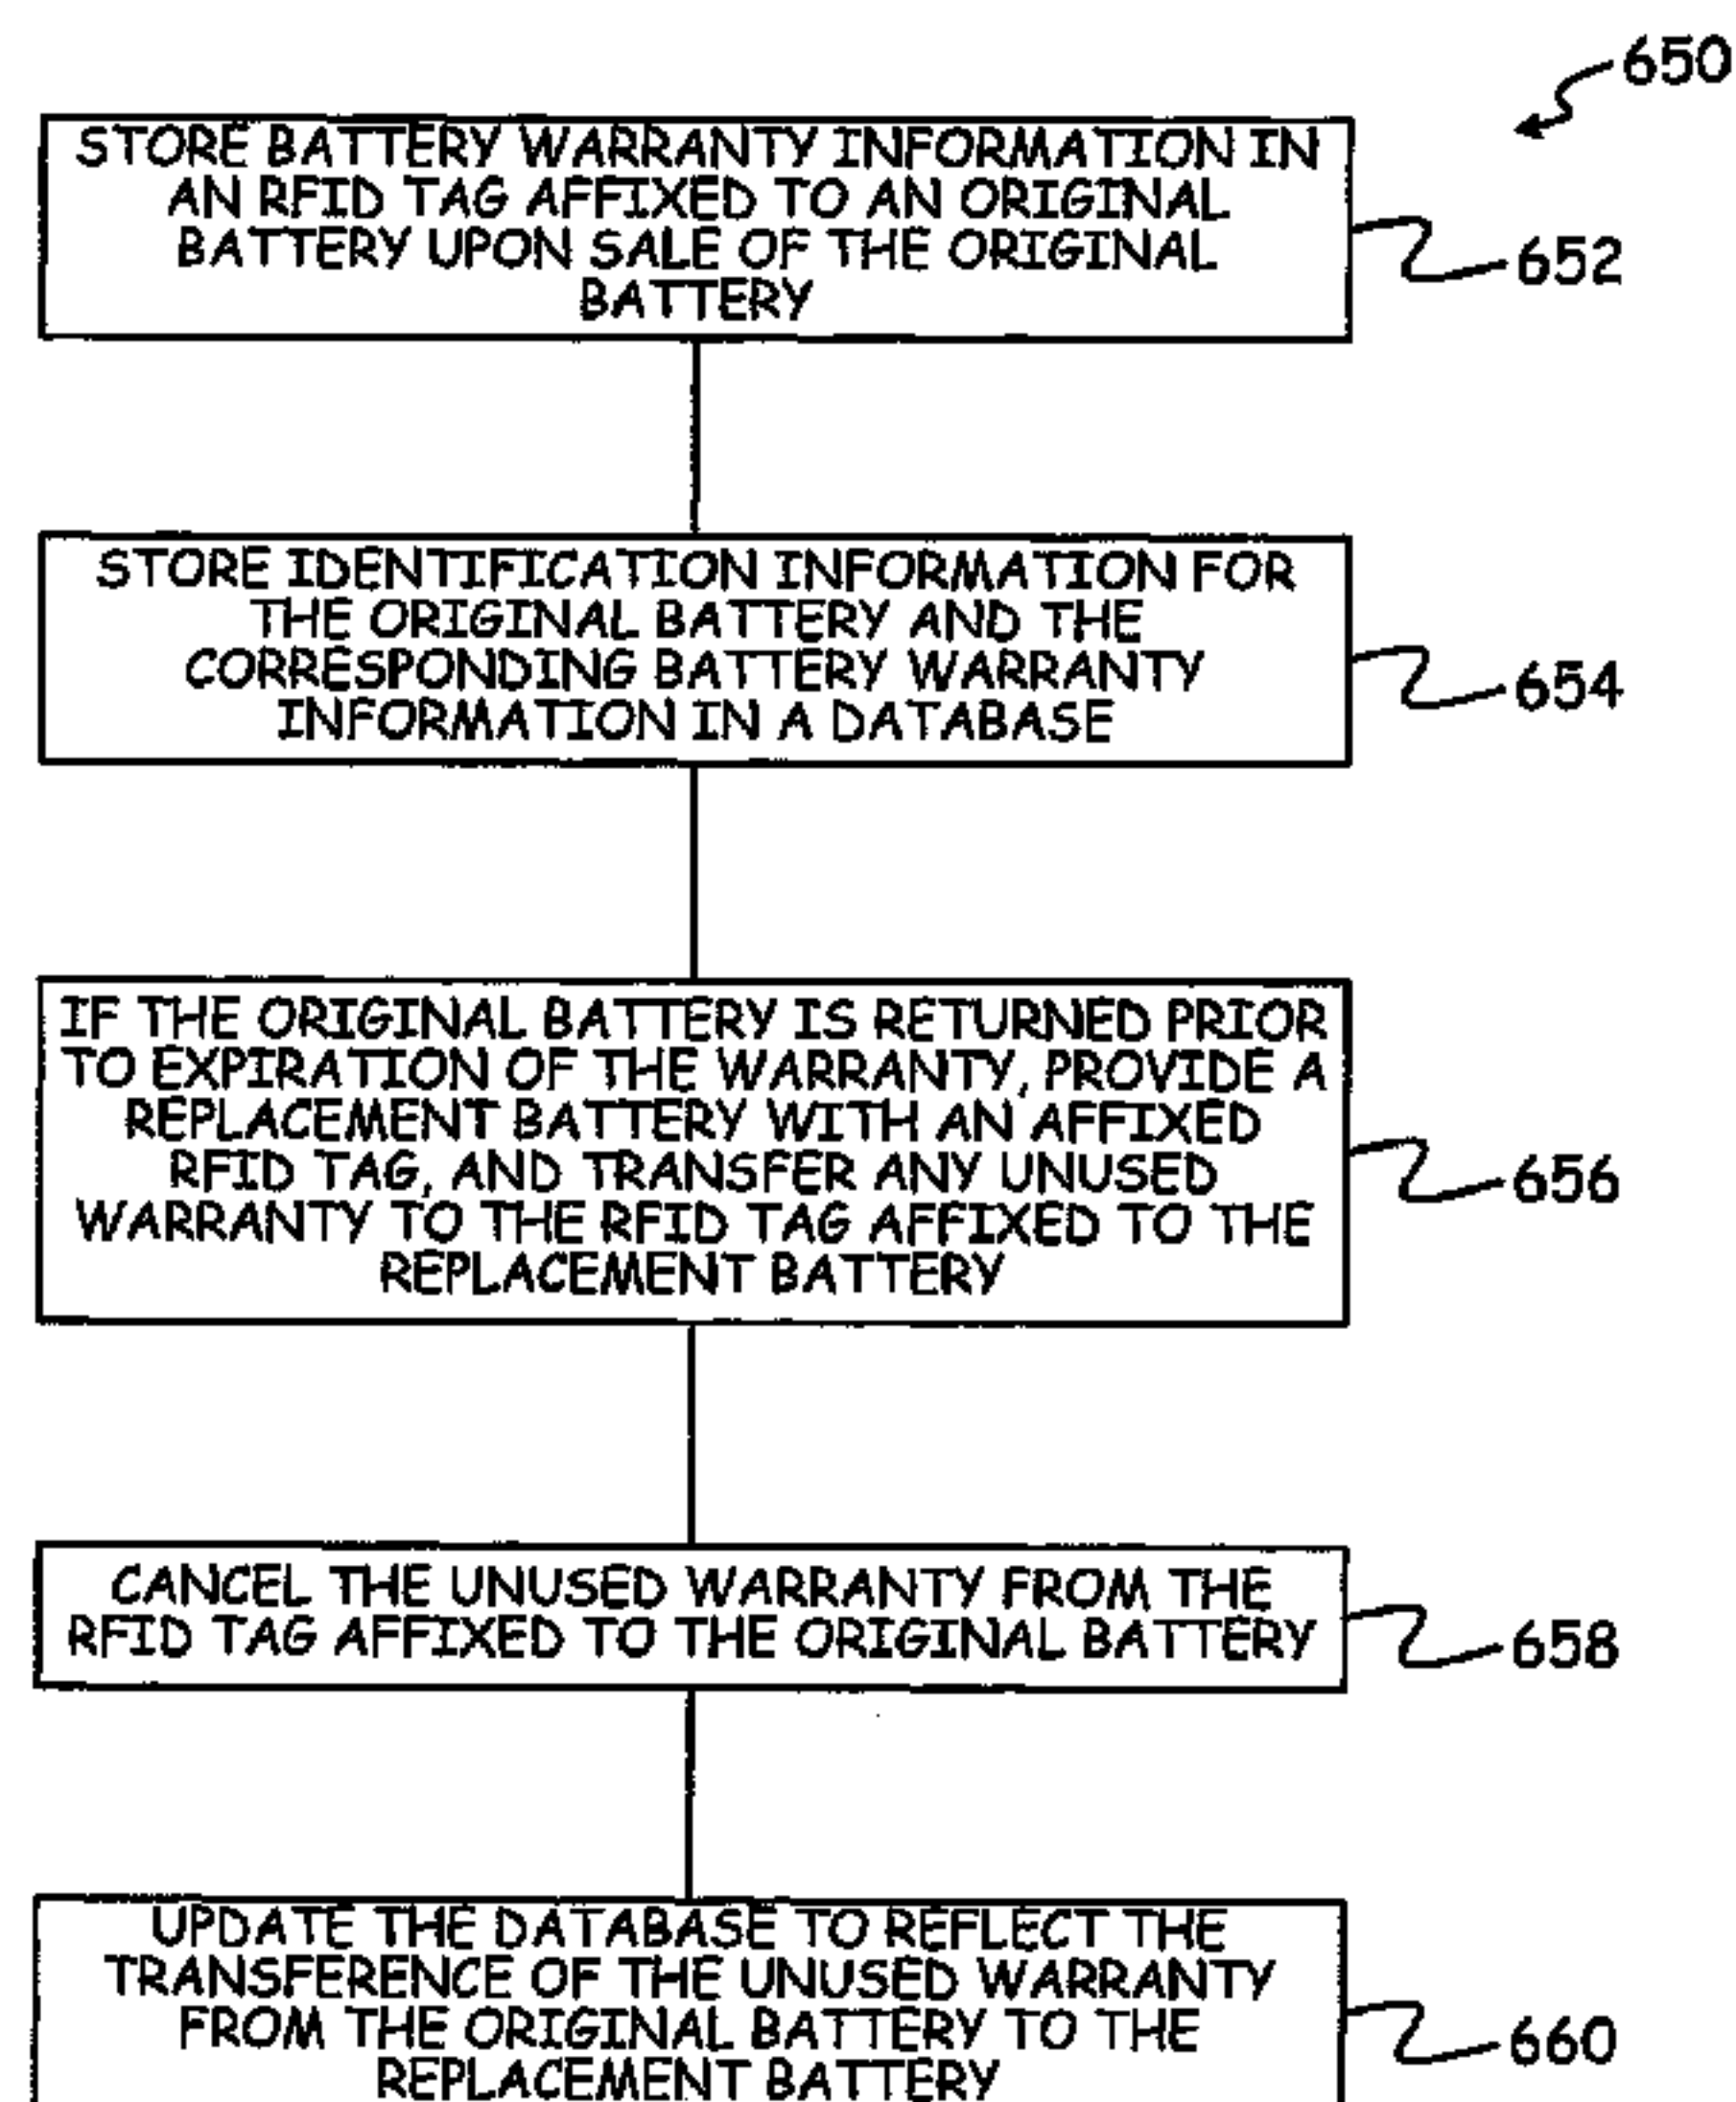 650
STORE BATTERY WARRANTY INFORMATION IN
AN RFID TAG AFFIXED TO AN ORIGINAL
BATTERY UPON SALE OF THE ORIGINAL
BATTERY
652
STORE IDENTIFICATION INFORMATION FOR
THE ORIGINAL BATTERY AND THE
CORRESPONDING BATTERY WARRANTY
INFORMATION IN A DATABASE
654
IF THE ORIGINAL BATTERY IS RETURNED PRIOR
TO EXPIRATION OF THE WARRANTY, PROVIDE A
REPLACEMENT BATTERY WITH AN AFFIXED
RFID TAG, AND TRANSFER ANY UNUSED
WARRANTY TO THE RFID TAG AFFIXED TO THE
REPLACEMENT BATTERY
656
CANCEL THE UNUSED WARRANTY FROM THE
RFID TAG AFFIXED TO THE ORIGINAL BATTERY
658
UPDATE THE DATABASE TO REFLECT THE
TRANSFERENCE OF THE UNUSED WARRANTY
FROM THE ORIGINAL BATTERY TO THE
REPLACEMENT BATTERY
660